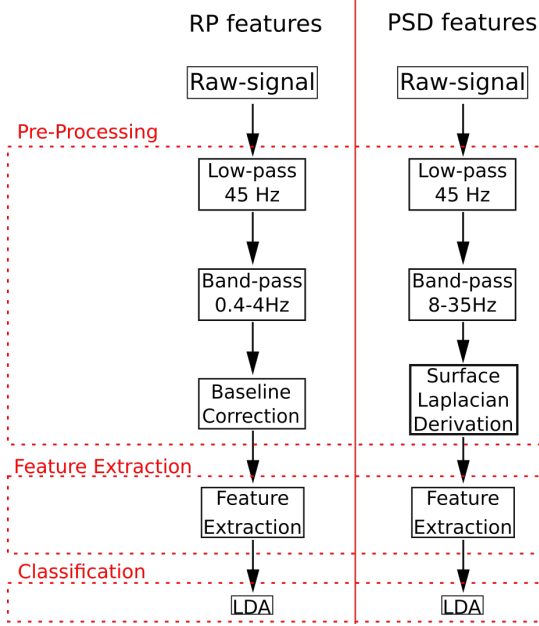 RP features
PSD features
Raw-signal
Raw-signal
Pre-Processing
Low-pass
45 Hz
Low-pass
45 Hz
Band-pass
0.4-4Hz
Band-pass
8-35Hz
Baseline
Correction
Surface
Laplacian
Derivation
Feature Extraction
Feature
Extraction
Feature
Extraction
Classification
LDA
LDA